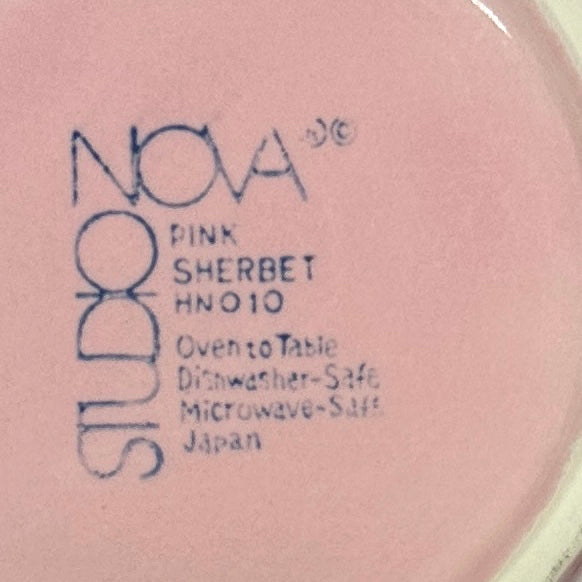 STUDIO
NOVA ®©
PINK
SHERBET
HN010
Oven to Table
Dishwasher-Safe
Microwave-Safe
Japan